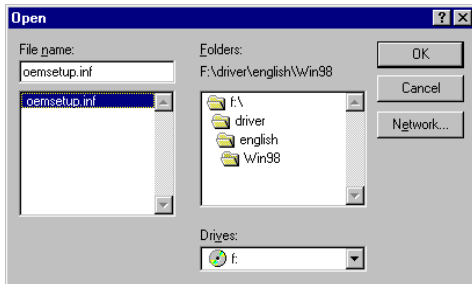 Open
File name:
oemsetup.inf
oemsetup.inf
Folders:
F:\driver\english\Win98
f:\
driver
english
Win98
Drives:
f:
OK
Cancel
Network...